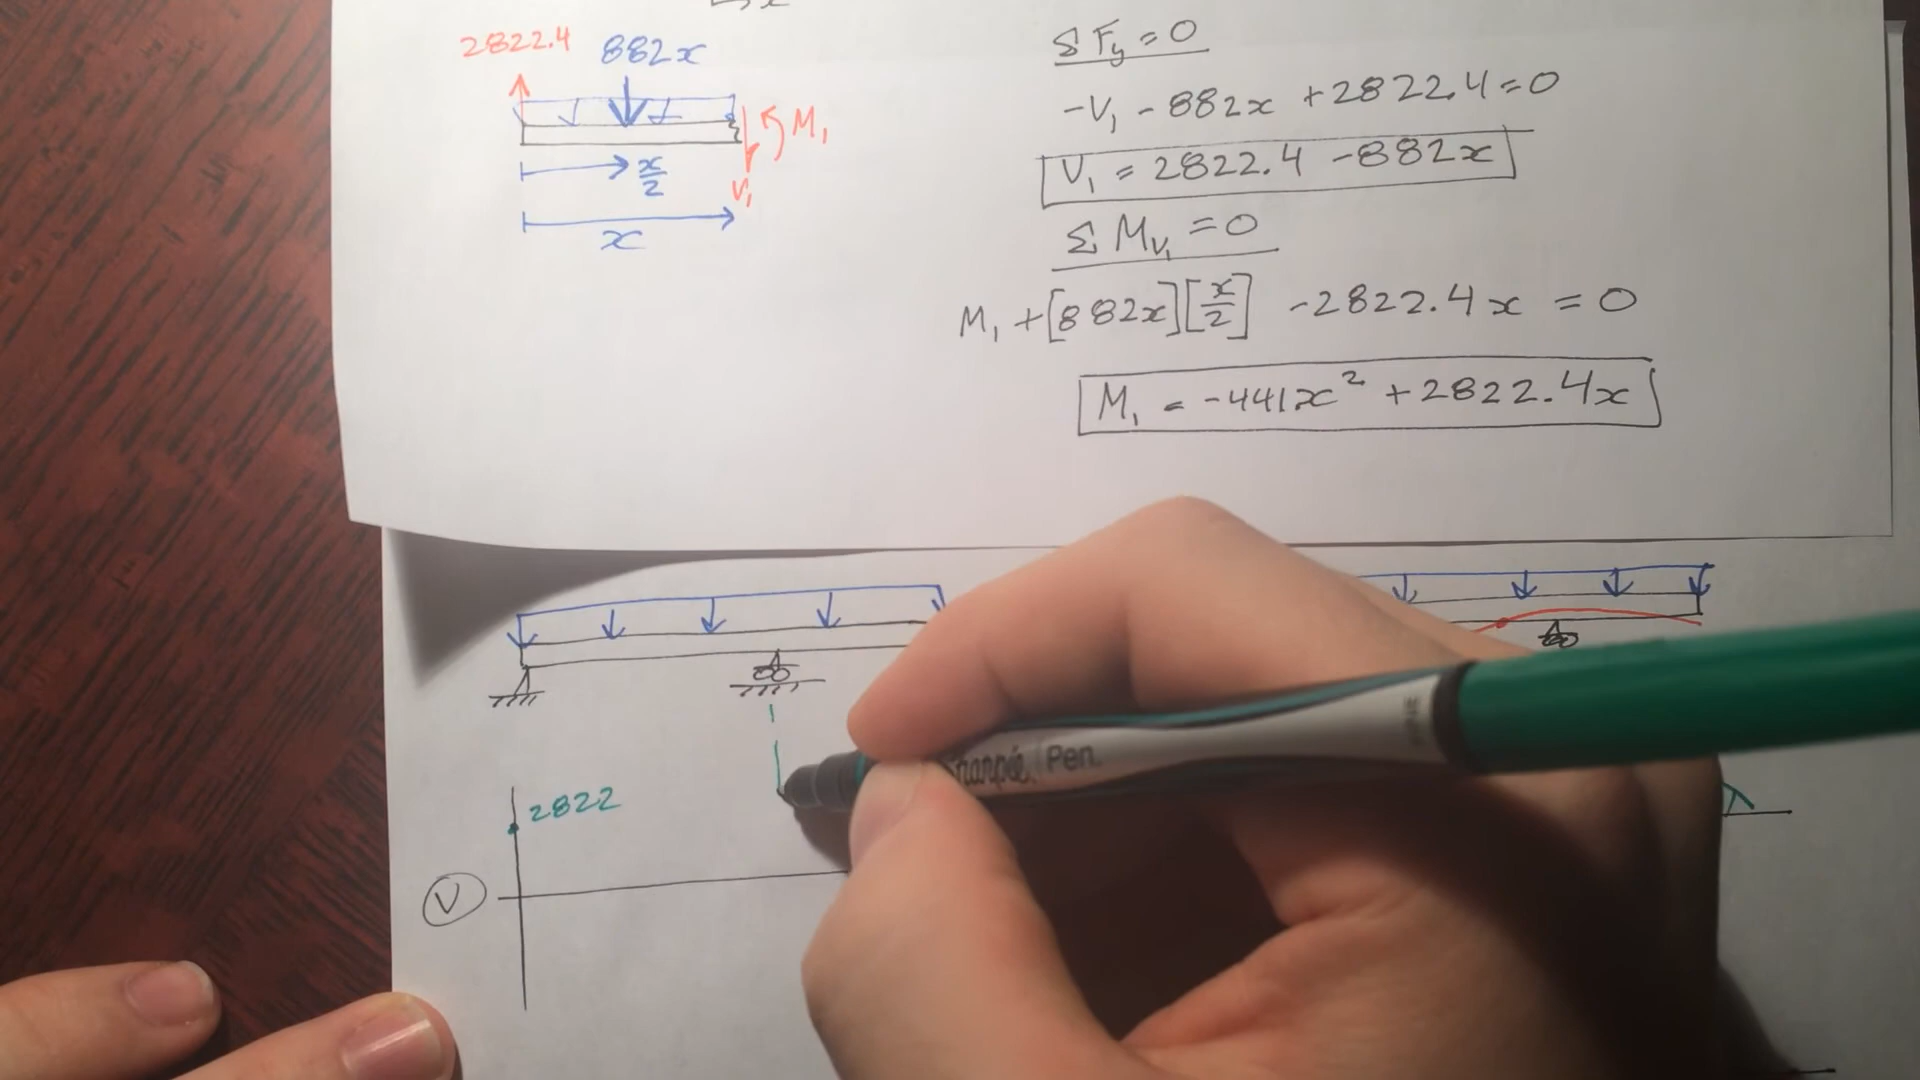 2822.4 882x
M₁
x/2
V₁
x
ΣFy = 0
-V₁ - 882x + 2822.4 = 0
V₁ = 2822.4 - 882x
ΣM_V₁ = 0
M₁ + [882x][x/2] - 2822.4x = 0
M₁ = -441x² + 2822.4x
Sharpie Pen.
2822
V